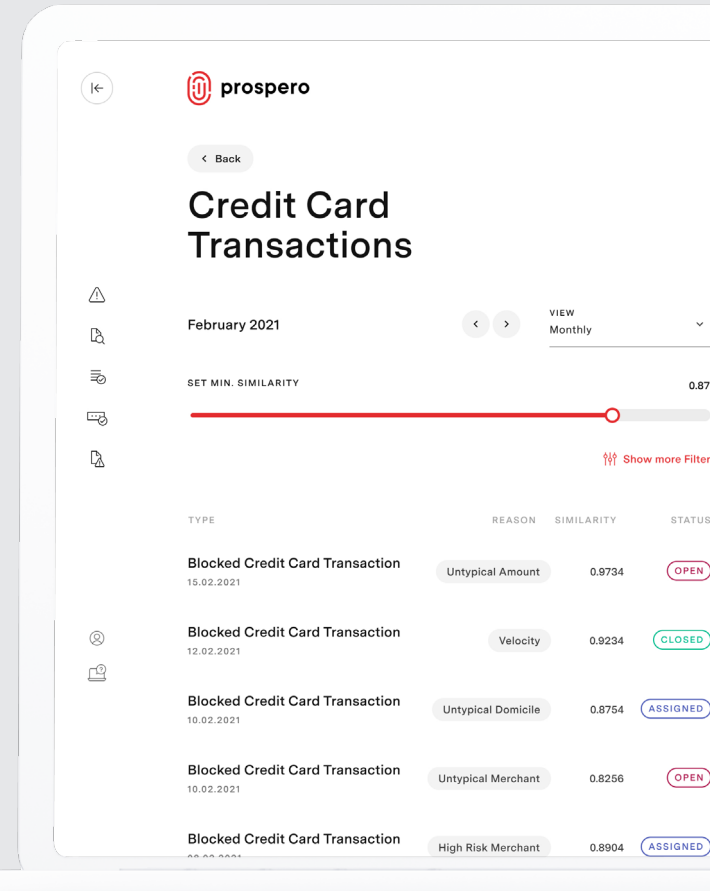 prospero
Back
Credit Card
Transactions
February 2021
VIEW
Monthly
SET MIN. SIMILARITY
0.87
Show more Filter
TYPE REASON SIMILARITY STATUS
Blocked Credit Card Transaction Untypical Amount 0.9734 OPEN
15.02.2021
Blocked Credit Card Transaction Velocity 0.9234 CLOSED
12.02.2021
Blocked Credit Card Transaction Untypical Domicile 0.8754 ASSIGNED
10.02.2021
Blocked Credit Card Transaction Untypical Merchant 0.8256 OPEN
10.02.2021
Blocked Credit Card Transaction High Risk Merchant 0.8904 ASSIGNED